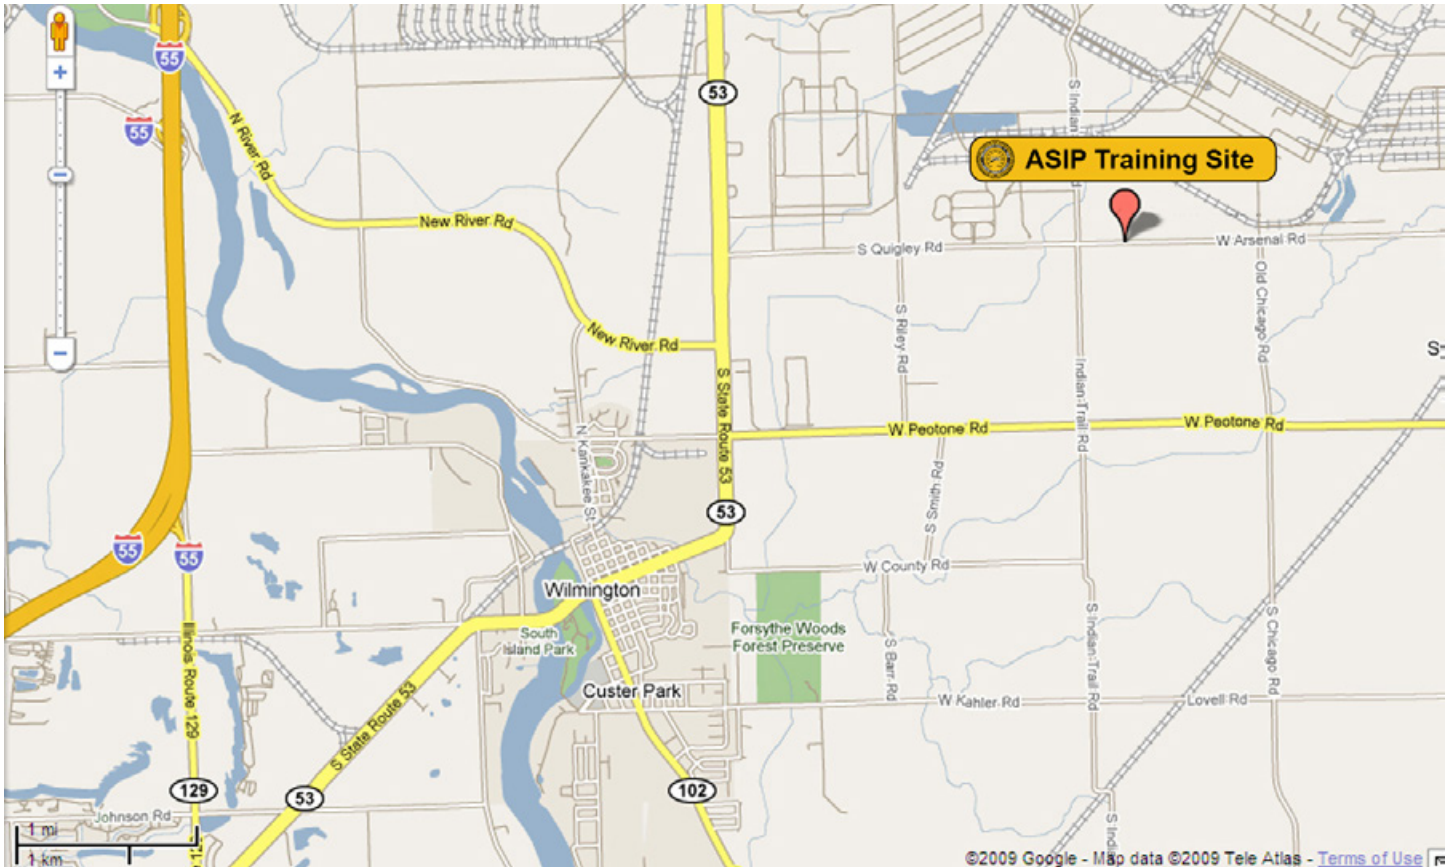 55
55
N River Rd
New River Rd
New River Rd
53
S Indian
ASIP Training Site
S Quigley Rd
W Arsenal Rd
Old Chicago Rd
S Riley Rd
S State Route 53
Indian Trail Rd
W Peotone Rd
W Peotone Rd
N Kankakee St
S Smith Rd
53
55
55
W County Rd
Wilmington
South
Island Park
Forsythe Woods
Forest Preserve
S Barr Rd
S Indian Trail Rd
S Chicago Rd
Illinois Route 129
Custer Park
W Kahler Rd
Lovell Rd
S State Route 53
129
53
102
Johnson Rd
1 mi
1 km
©2009 Google - Map data ©2009 Tele Atlas - Terms of Use